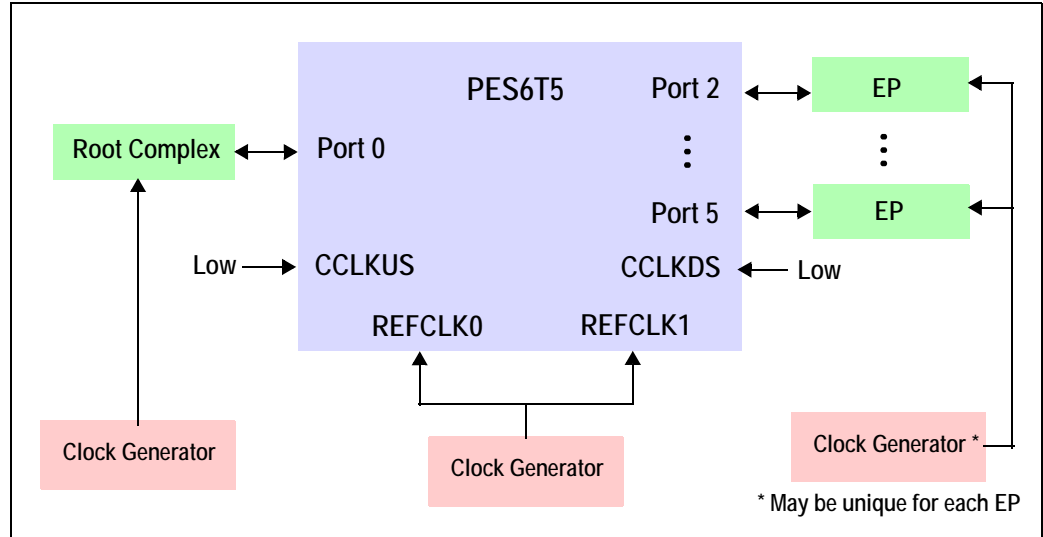 PES6T5
Port 2
EP
Root Complex
Port 0
Port 5
EP
Low
CCLKUS
CCLKDS
Low
REFCLK0
REFCLK1
Clock Generator
Clock Generator
Clock Generator *
* May be unique for each EP